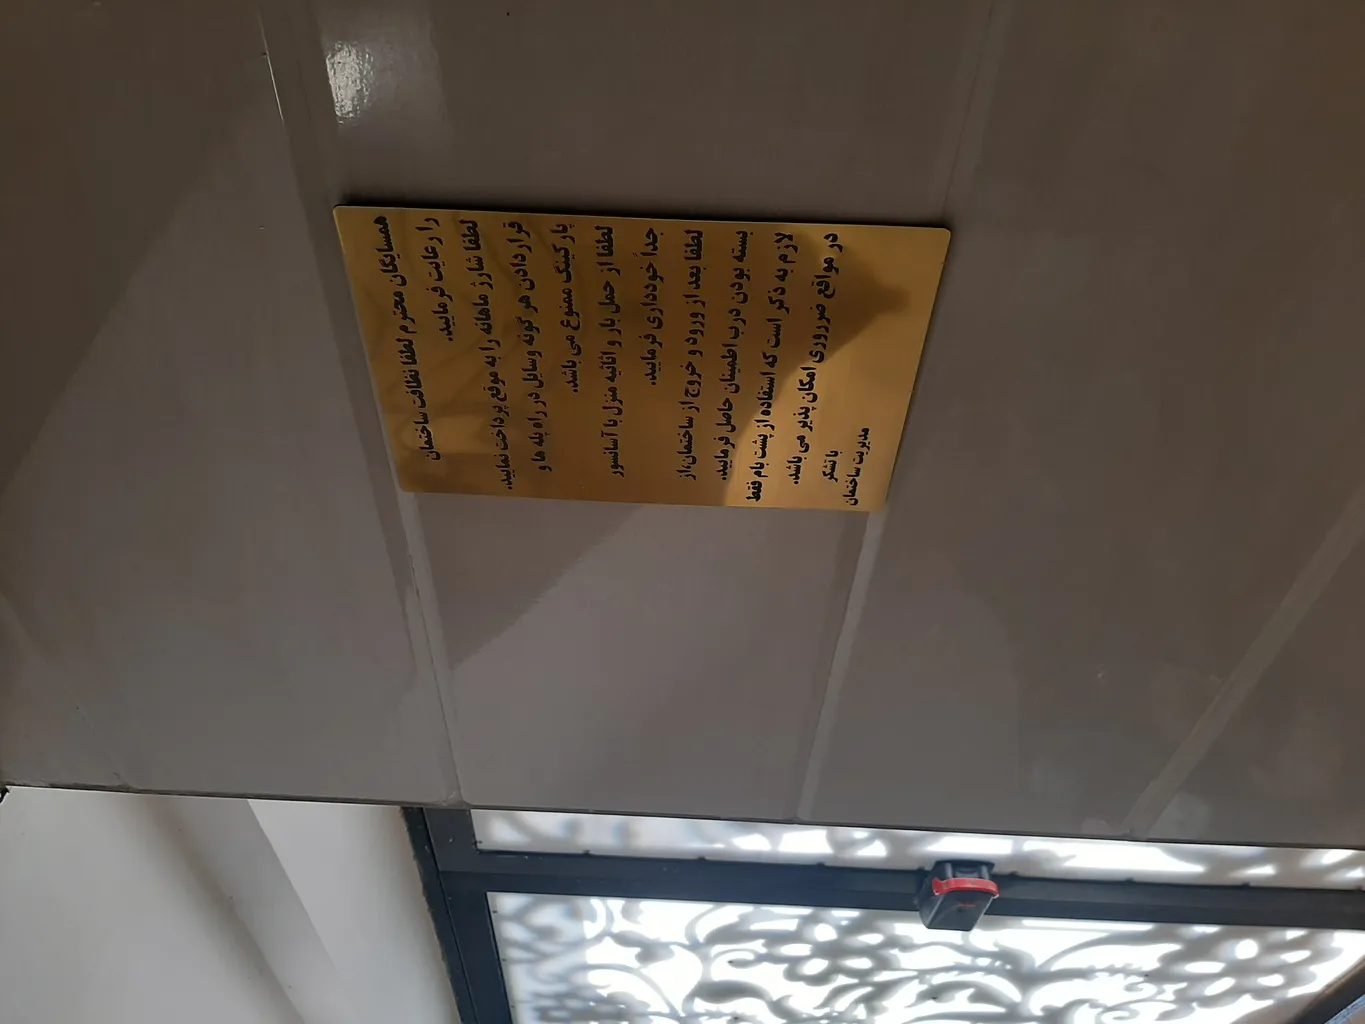 همسایگان محترم لطفا نظافت ساختمان
را رعایت فرمایید.
لطفا شارژ ماهانه را به موقع پرداخت نمایید.
قراردادن هر گونه وسایل در راه پله ها و
پارکینگ ممنوع می باشد.
لطفا از حمل بار و اثاثیه منزل با آسانسور
جداً خودداری فرمایید.
لطفا بعد از ورود و خروج از ساختمان،از
بسته بودن درب اطمینان حاصل فرمایید.
لازم به ذکر است که استفاده از پشت بام فقط
در مواقع ضرروری امکان پذیر می باشد.
با تشکر
مدیریت ساختمان